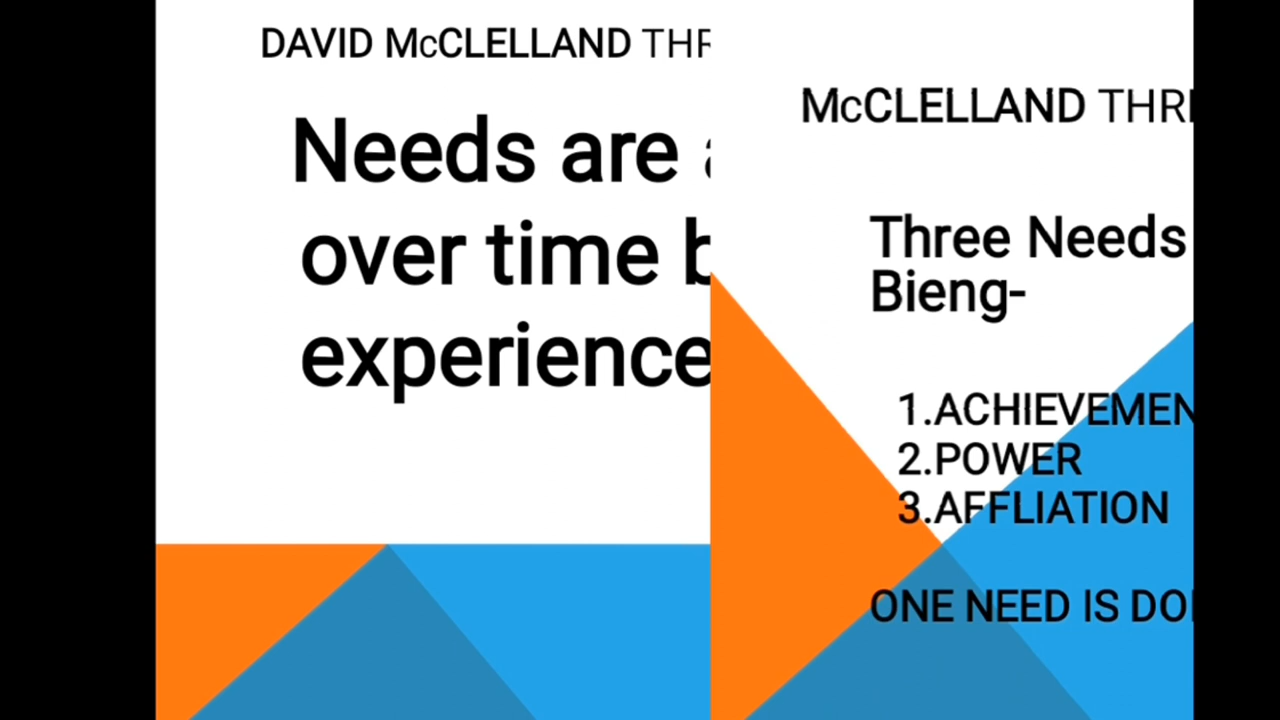 DAVID McCLELLAND THR
Needs are
over time b
experience
McCLELLAND THRE
Three Needs
Bieng-
1.ACHIEVEMEN
2.POWER
3.AFFLIATION
ONE NEED IS DO